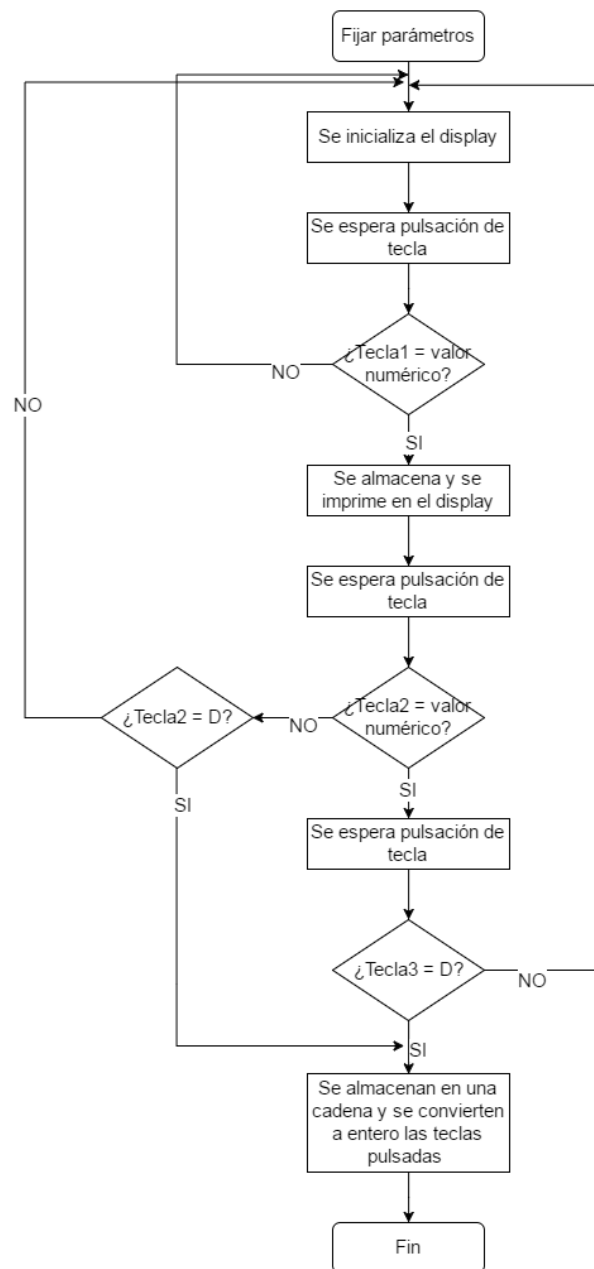 Fijar parámetros
Se inicializa el display
Se espera pulsación de
tecla
¿Tecla1 = valor
numérico?
NO
NO
SI
Se almacena y se
imprime en el display
Se espera pulsación de
tecla
¿Tecla2 = D?
NO
¿Tecla2 = valor
numérico?
SI
SI
Se espera pulsación de
tecla
¿Tecla3 = D?
NO
SI
Se almacenan en una
cadena y se convierten
a entero las teclas
pulsadas
Fin